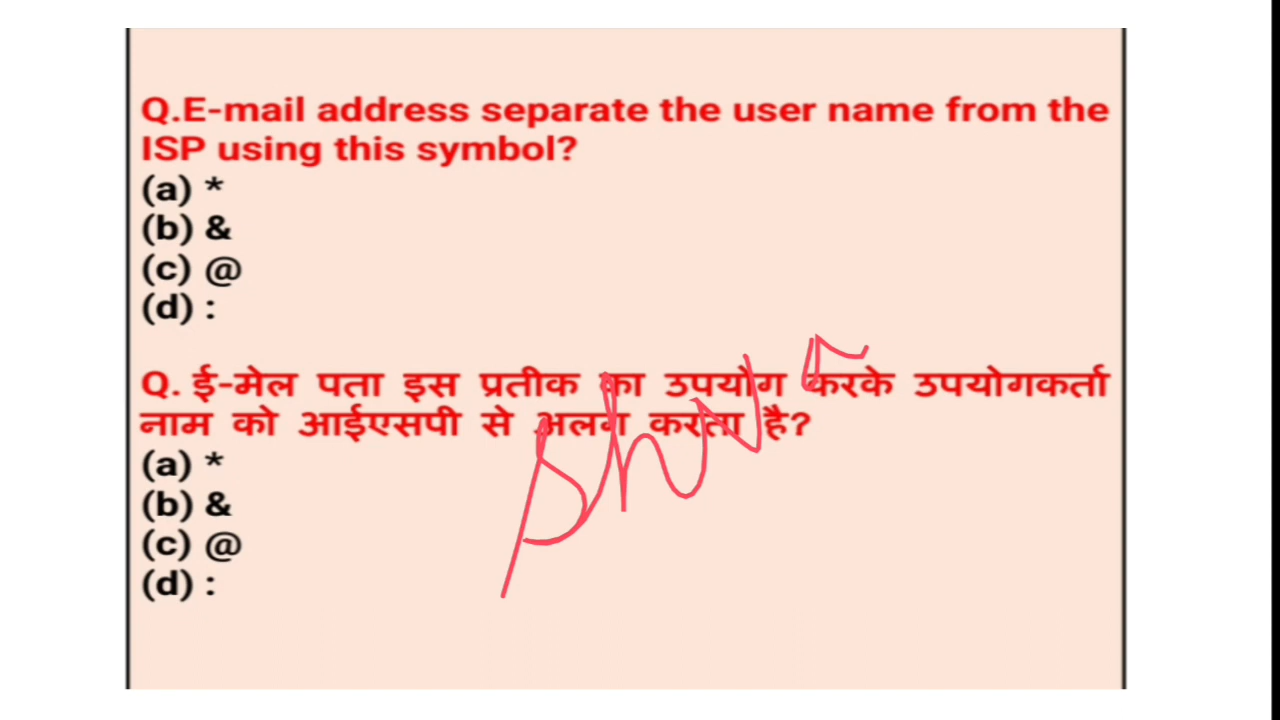 Q.E-mail address separate the user name from the
ISP using this symbol?
(a) *
(b) &
(c) @
(d) :
Q. ई-मेल पता इस प्रतीक का उपयोग करके उपयोगकर्ता
नाम को आईएसपी से अलग करता है?
(a) *
(b) &
(c) @
(d) :